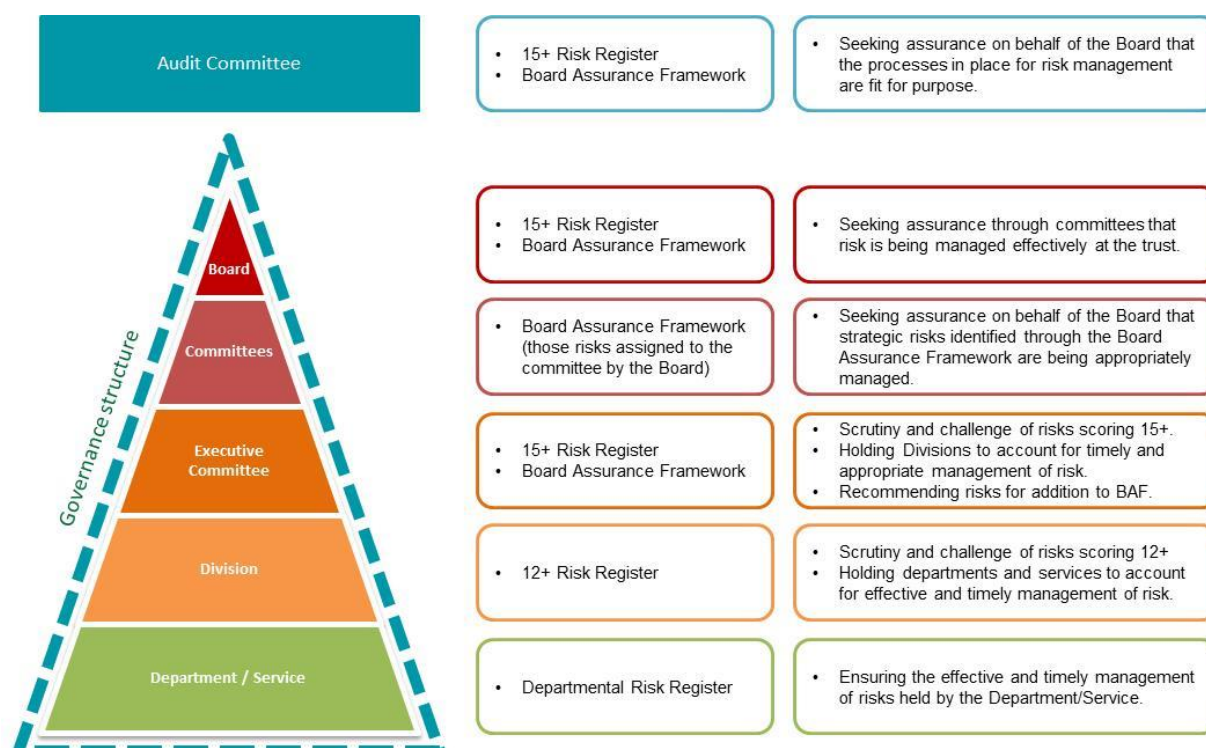 Audit Committee
• 15+ Risk Register
• Board Assurance Framework
• Seeking assurance on behalf of the Board that
the processes in place for risk management
are fit for purpose.
Governance structure
Board
• 15+ Risk Register
• Board Assurance Framework
• Seeking assurance through committees that
risk is being managed effectively at the trust.
Committees
• Board Assurance Framework
(those risks assigned to the
committee by the Board)
• Seeking assurance on behalf of the Board that
strategic risks identified through the Board
Assurance Framework are being appropriately
managed.
Executive
Committee
• 15+ Risk Register
• Board Assurance Framework
• Scrutiny and challenge of risks scoring 15+.
• Holding Divisions to account for timely and
appropriate management of risk.
• Recommending risks for addition to BAF.
Division
• 12+ Risk Register
• Scrutiny and challenge of risks scoring 12+
• Holding departments and services to account
for effective and timely management of risk.
Department / Service
• Departmental Risk Register
• Ensuring the effective and timely management
of risks held by the Department/Service.